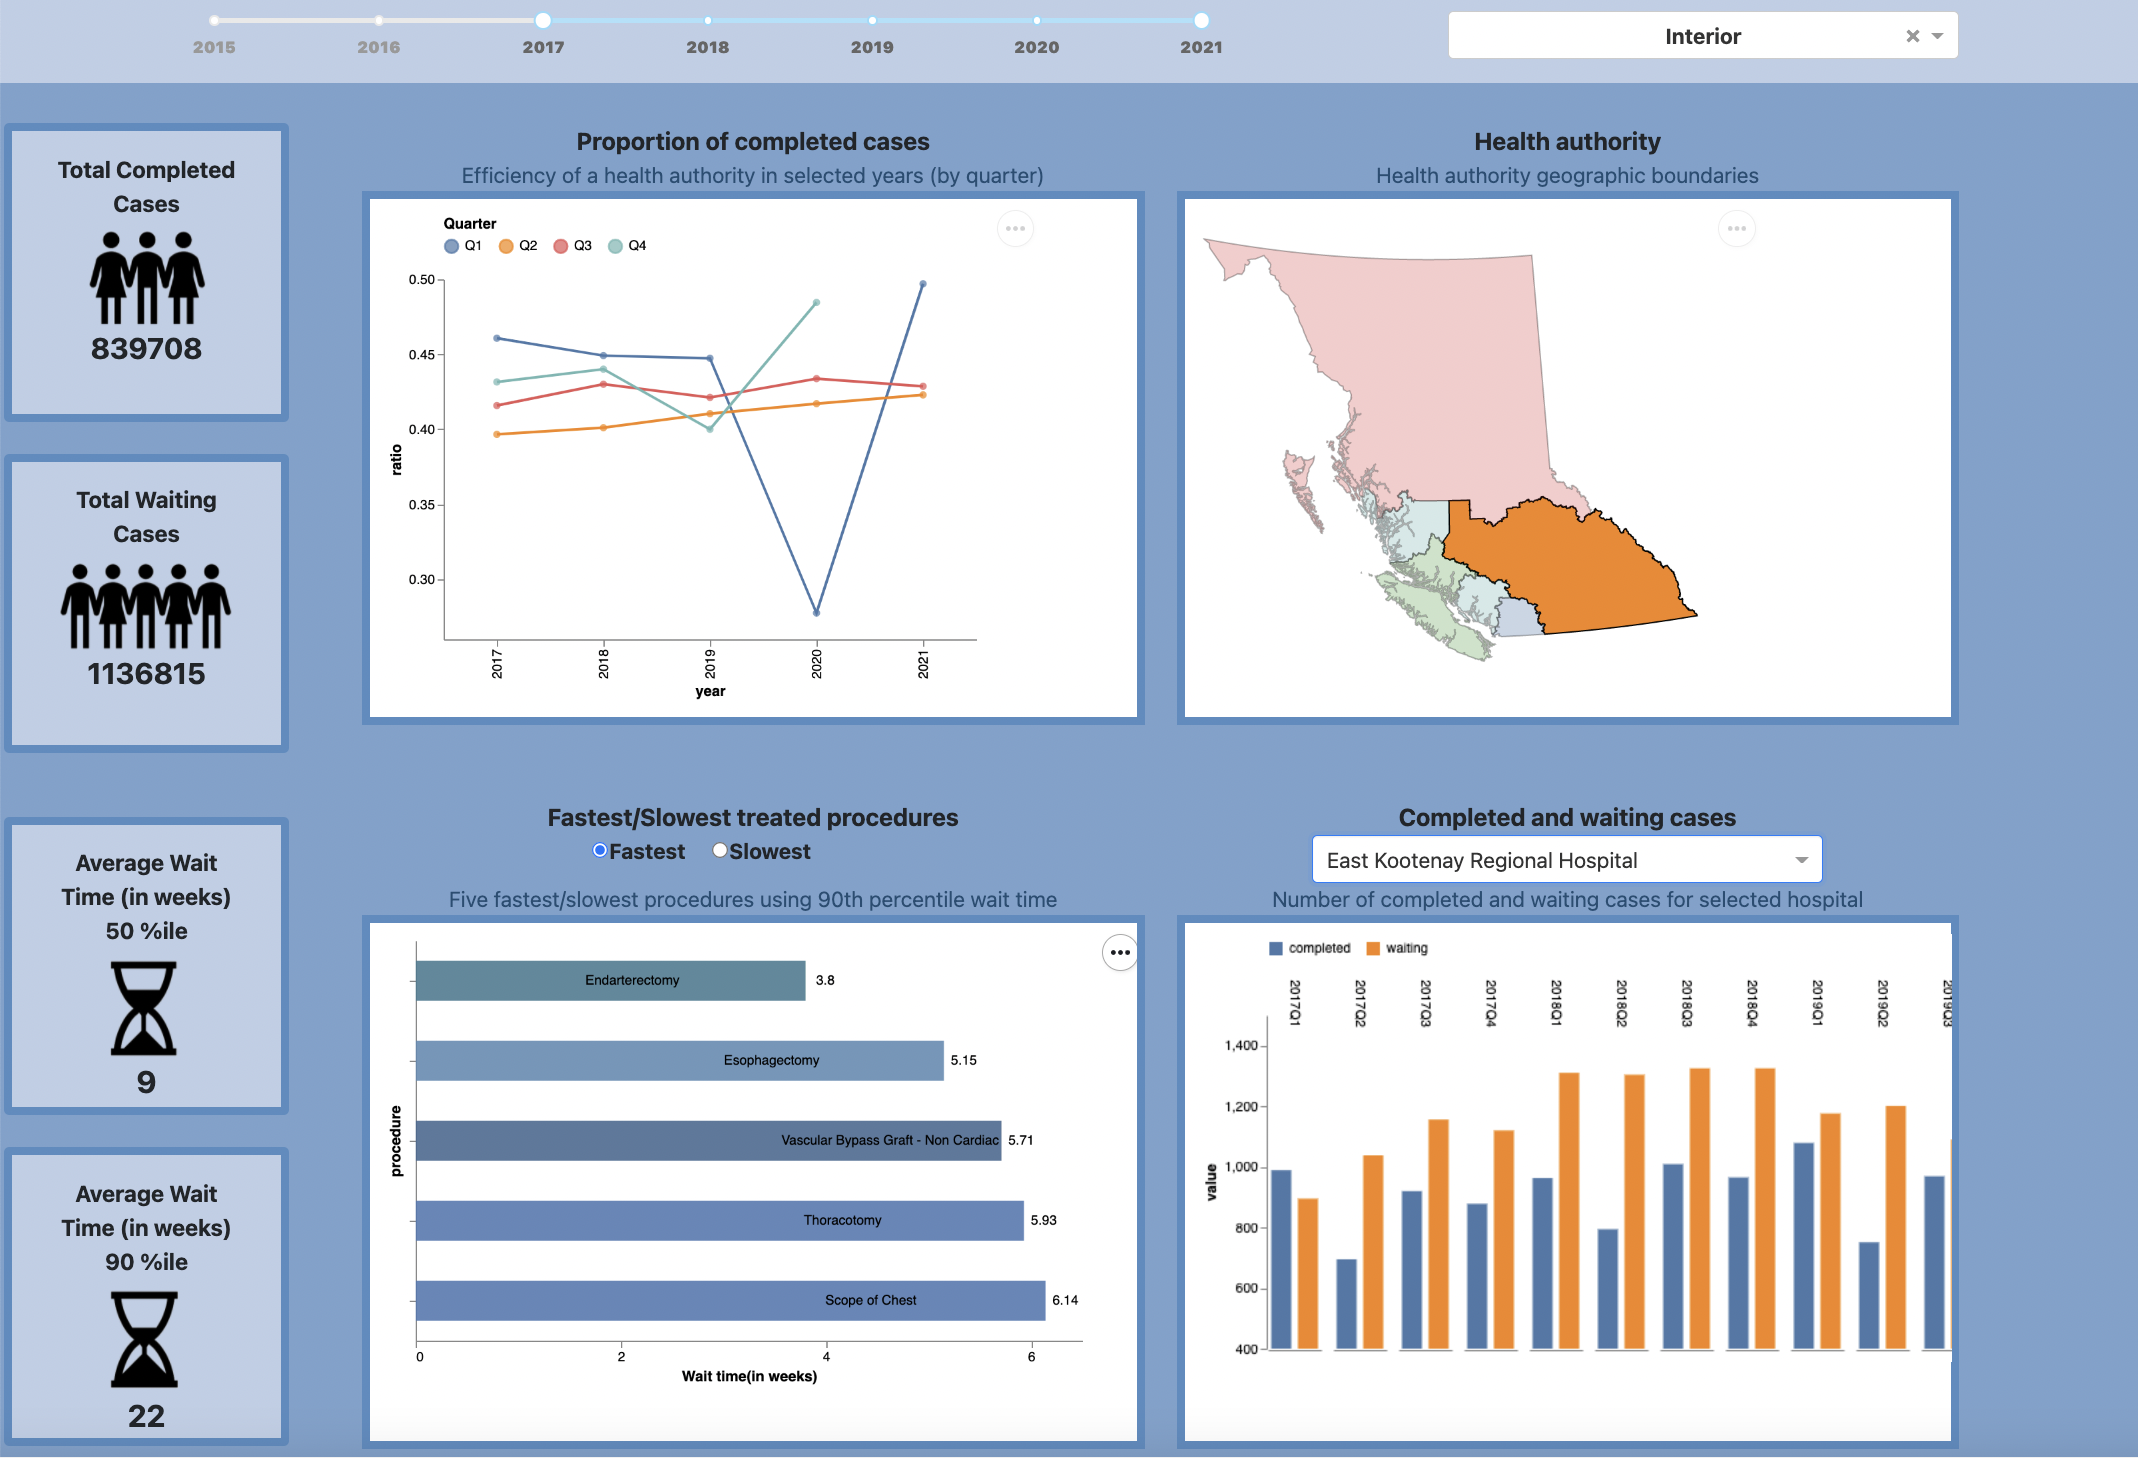 2015 2016 2017 2018 2019 2020 2021
Interior
Total Completed
Cases
839708
Total Waiting
Cases
1136815
Average Wait
Time (in weeks)
50 %ile
9
Average Wait
Time (in weeks)
90 %ile
22
Proportion of completed cases
Efficiency of a health authority in selected years (by quarter)
Quarter
Q1 Q2 Q3 Q4
0.50
0.45
0.40
0.35
0.30
ratio
2017 2018 2019 2020 2021
year
Health authority
Health authority geographic boundaries
Fastest/Slowest treated procedures
Fastest Slowest
Five fastest/slowest procedures using 90th percentile wait time
Endarterectomy 3.8
Esophagectomy 5.15
Vascular Bypass Graft - Non Cardiac 5.71
Thoracotomy 5.93
Scope of Chest 6.14
procedure
0 2 4 6
Wait time(in weeks)
Completed and waiting cases
East Kootenay Regional Hospital
Number of completed and waiting cases for selected hospital
completed waiting
2017Q1 2017Q2 2017Q3 2017Q4 2018Q1 2018Q2 2018Q3 2018Q4 2019Q1 2019Q2 2019Q3
1,400
1,200
1,000
800
600
400
value